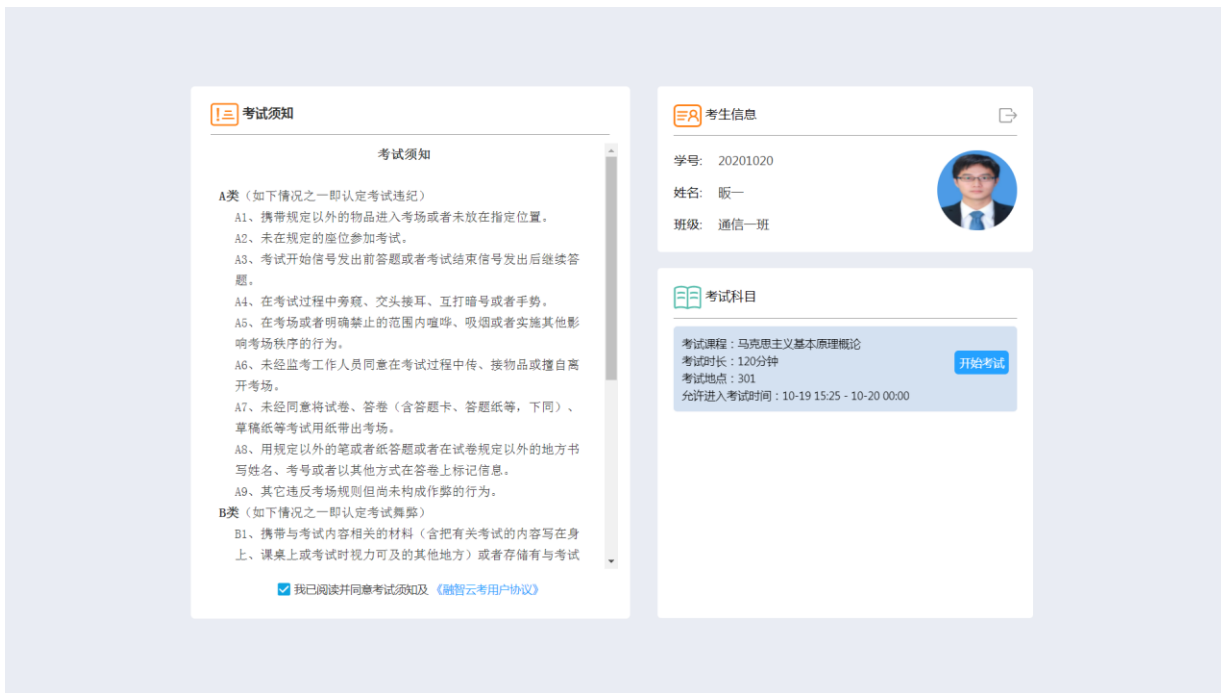 考试须知
考试须知
A类（如下情况之一即认定考试违纪）
A1、携带规定以外的物品进入考场或者未放在指定位置。
A2、未在规定的座位参加考试。
A3、考试开始信号发出前答题或者考试结束信号发出后继续答
题。
A4、在考试过程中旁窥、交头接耳、互打暗号或者手势。
A5、在考场或者明确禁止的范围内喧哗、吸烟或者实施其他影
响考场秩序的行为。
A6、未经监考工作人员同意在考试过程中传、接物品或擅自离
开考场。
A7、未经同意将试卷、答卷（含答题卡、答题纸等，下同）、
草稿纸等考试用纸带出考场。
A8、用规定以外的笔或者纸答题或者在试卷规定以外的地方书
写姓名、考号或者以其他方式在答卷上标记信息。
A9、其它违反考场规则但尚未构成作弊的行为。
B类（如下情况之一即认定考试舞弊）
B1、携带与考试内容相关的材料（含把有关考试的内容写在身
上、课桌上或考试时视力可及的其他地方）或者存储有与考试
我已阅读并同意考试须知及《融智云考用户协议》
考生信息
学号: 20201020
姓名: 眅一
班级: 通信一班
考试科目
考试课程：马克思主义基本原理概论
考试时长：120分钟
考试地点：301
允许进入考试时间：10-19 15:25 - 10-20 00:00
开始考试